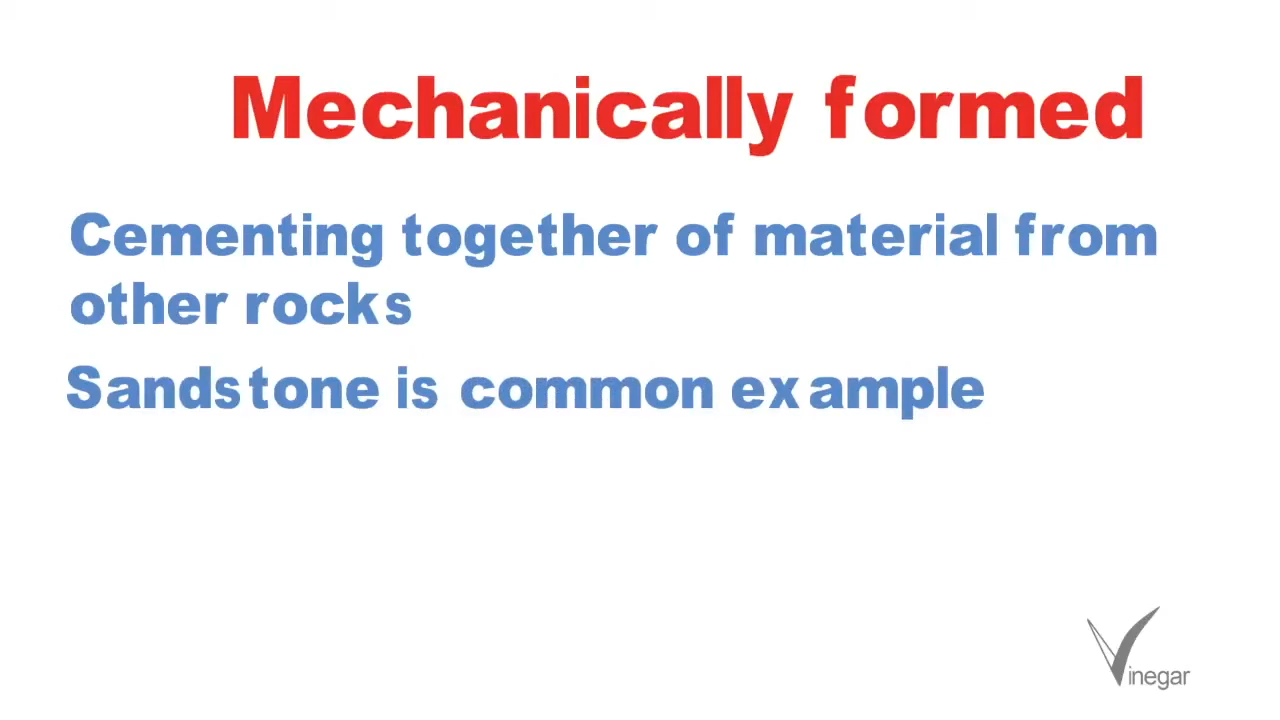 Mechanically formed
Cementing together of material from
other rocks
Sandstone is common example
Vinegar